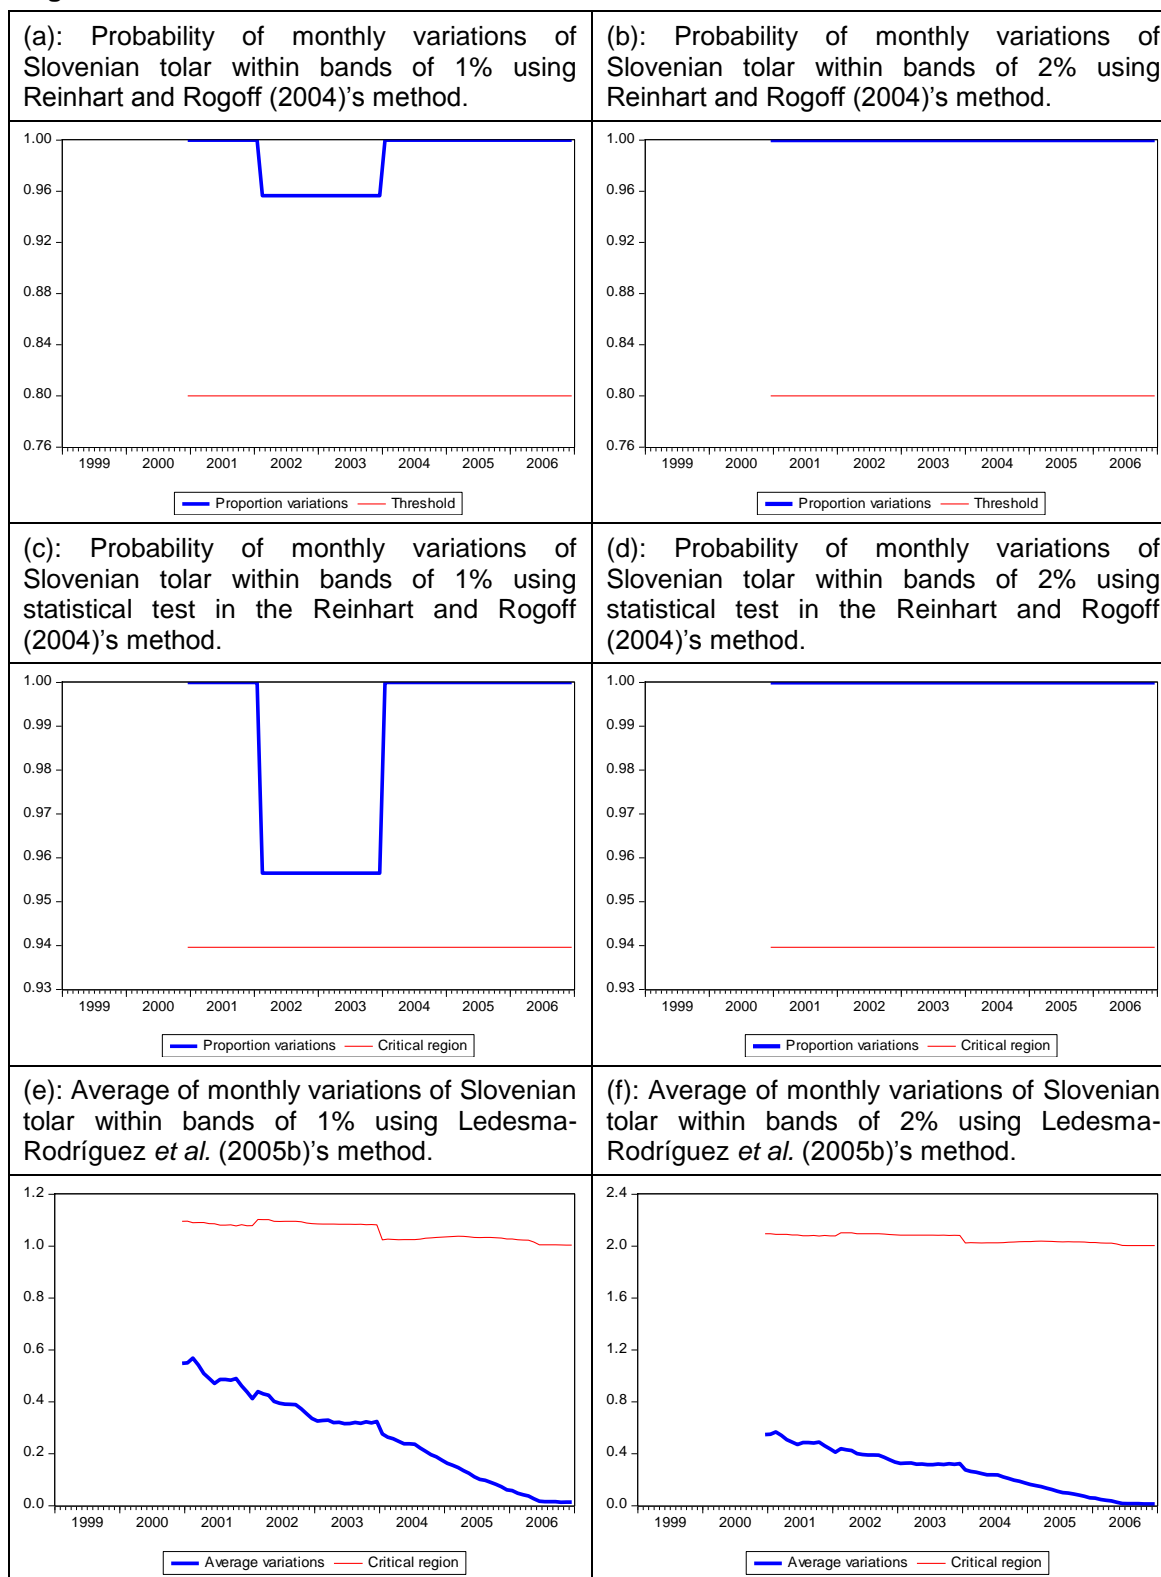 (a): Probability of monthly variations of
Slovenian tolar within bands of 1% using
Reinhart and Rogoff (2004)'s method.
(b): Probability of monthly variations of
Slovenian tolar within bands of 2% using
Reinhart and Rogoff (2004)'s method.
1.00
0.96
0.92
0.88
0.84
0.80
0.76
1999 2000 2001 2002 2003 2004 2005 2006
Proportion variations Threshold
1.00
0.96
0.92
0.88
0.84
0.80
0.76
1999 2000 2001 2002 2003 2004 2005 2006
Proportion variations Threshold
(c): Probability of monthly variations of
Slovenian tolar within bands of 1% using
statistical test in the Reinhart and Rogoff
(2004)'s method.
(d): Probability of monthly variations of
Slovenian tolar within bands of 2% using
statistical test in the Reinhart and Rogoff
(2004)'s method.
1.00
0.99
0.98
0.97
0.96
0.95
0.94
0.93
1999 2000 2001 2002 2003 2004 2005 2006
Proportion variations Critical region
1.00
0.99
0.98
0.97
0.96
0.95
0.94
0.93
1999 2000 2001 2002 2003 2004 2005 2006
Proportion variations Critical region
(e): Average of monthly variations of Slovenian
tolar within bands of 1% using Ledesma-
Rodríguez et al. (2005b)'s method.
(f): Average of monthly variations of Slovenian
tolar within bands of 2% using Ledesma-
Rodríguez et al. (2005b)'s method.
1.2
1.0
0.8
0.6
0.4
0.2
0.0
1999 2000 2001 2002 2003 2004 2005 2006
Average variations Critical region
2.4
2.0
1.6
1.2
0.8
0.4
0.0
1999 2000 2001 2002 2003 2004 2005 2006
Average variations Critical region